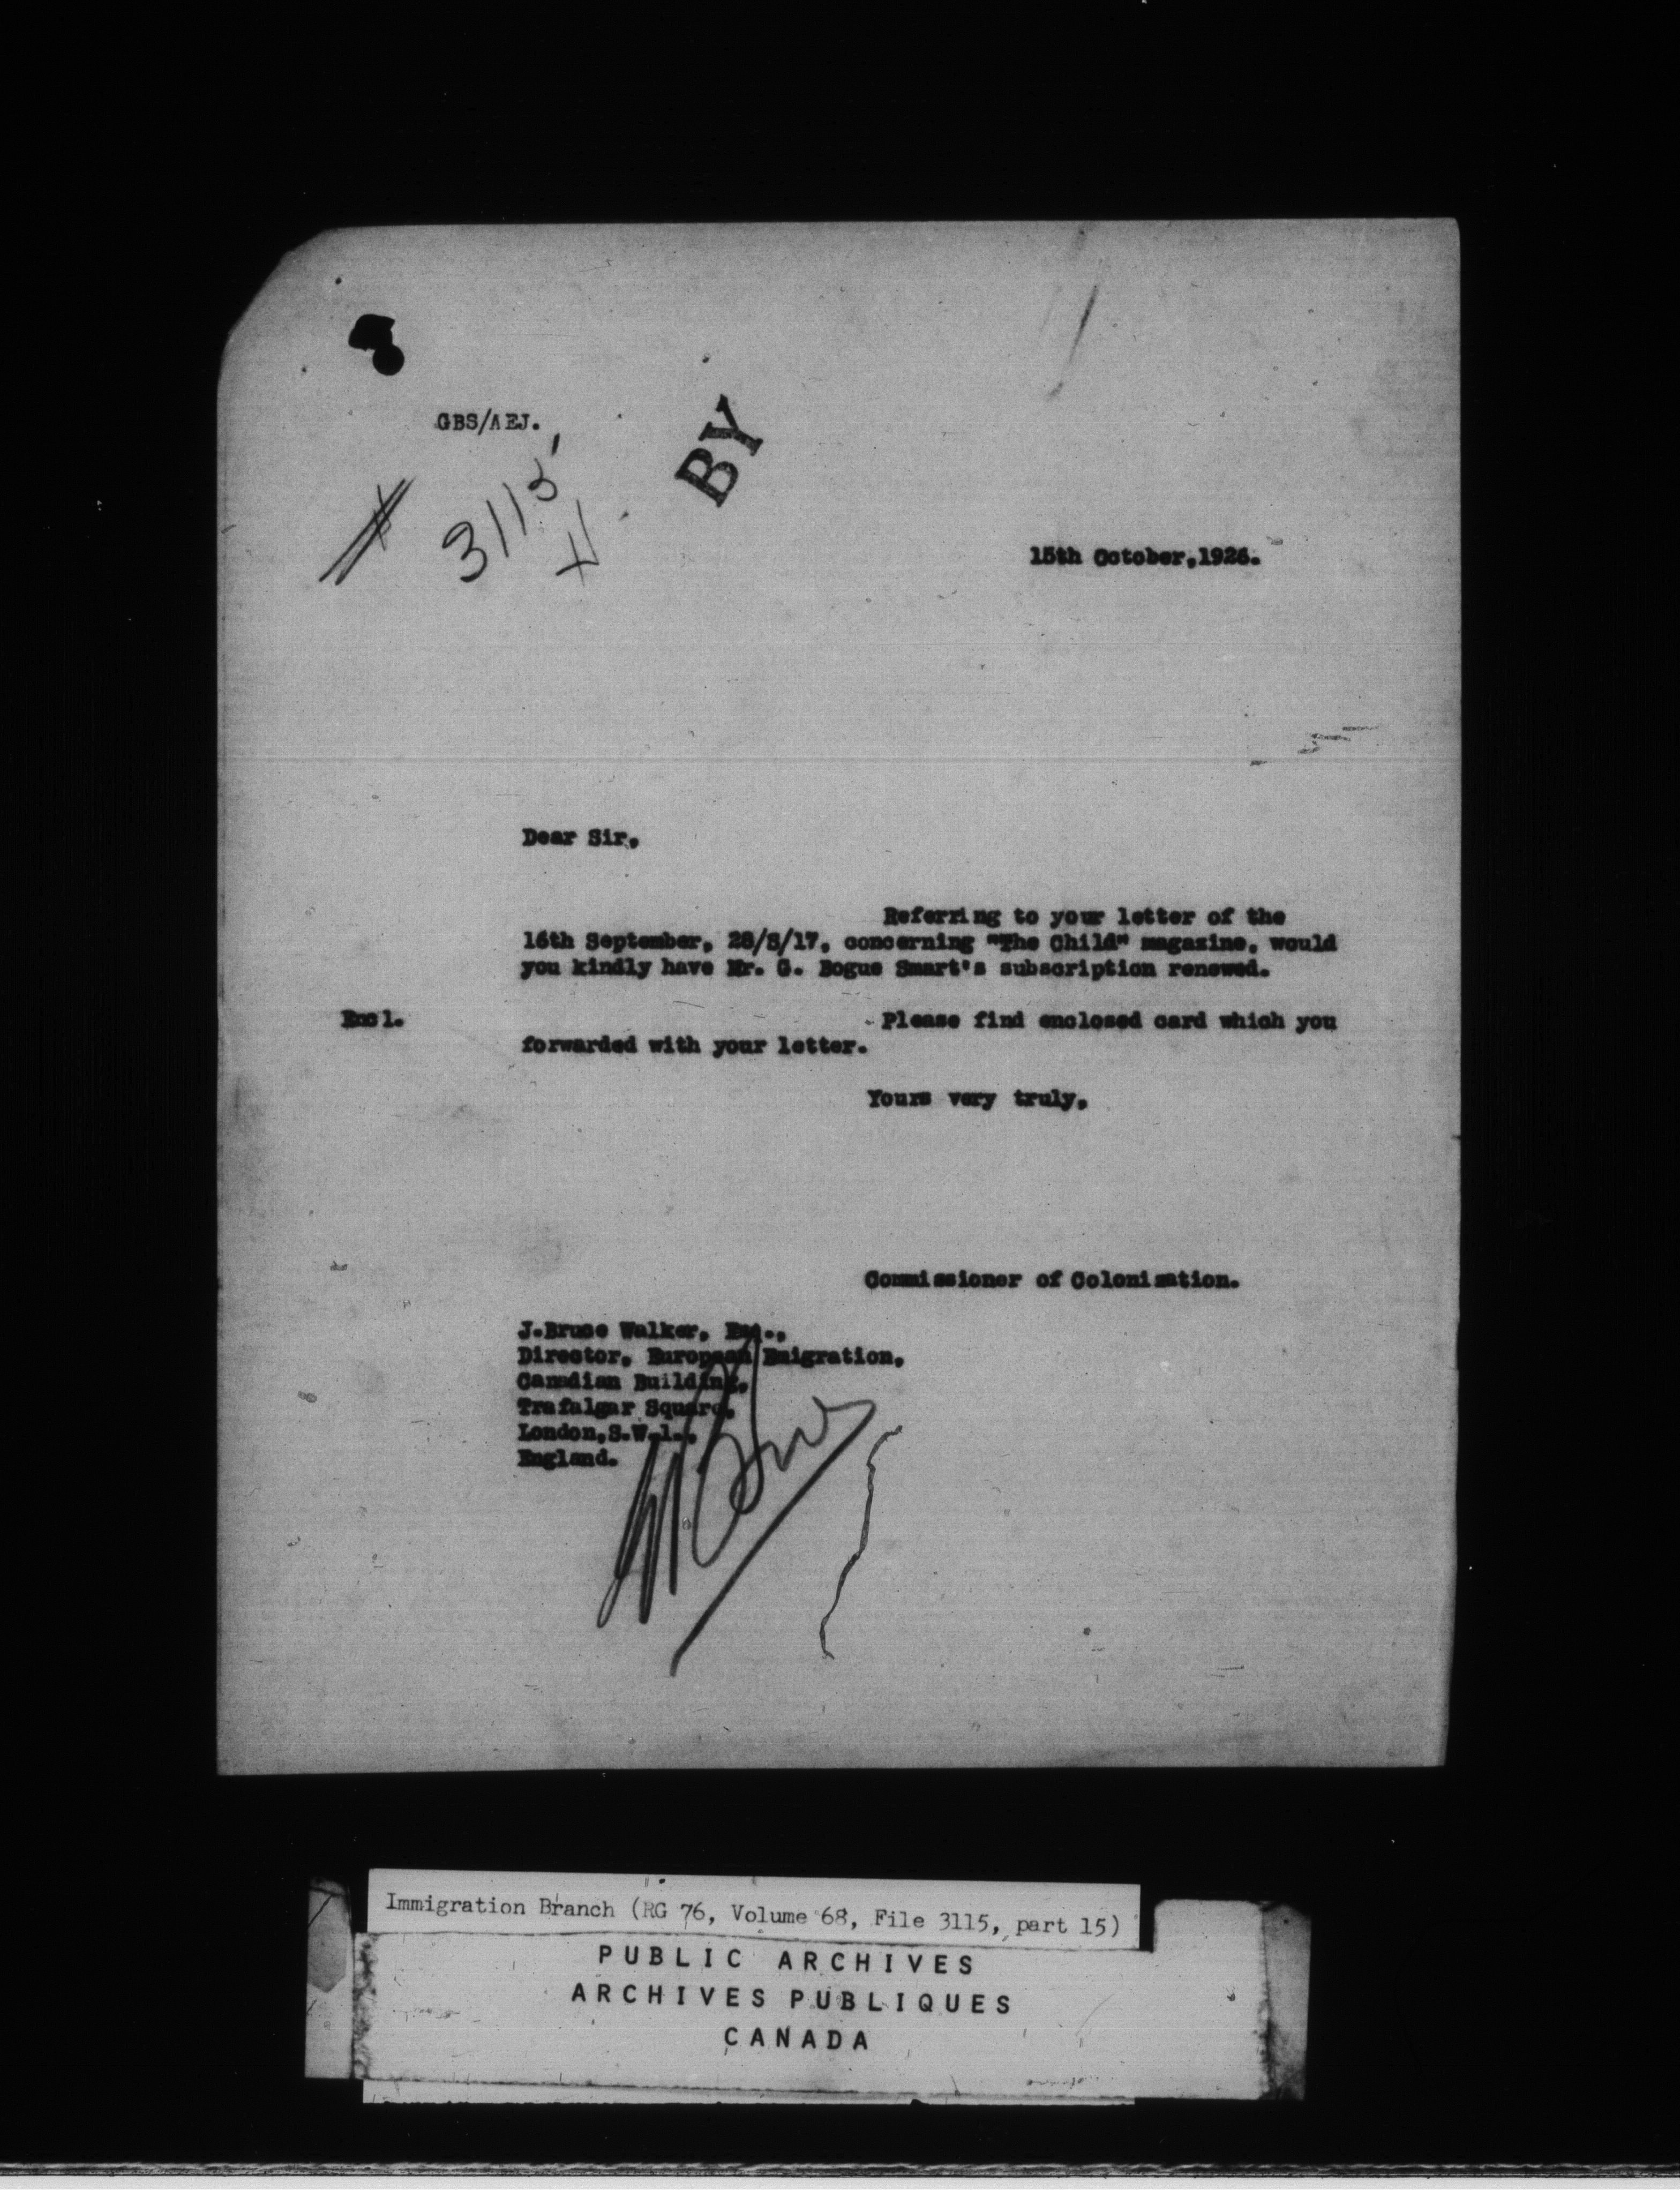 GBS/AEJ.
3115
BY
15th October,1926.
Dear Sir,
Referring to your letter of the
16th September, 28/S/17, concerning "The Child" magazine, would
you kindly have Mr. G. Bogue Smart's subscription renewed.
Encl.
Please find enclosed card which you
forwarded with your letter.
Yours very truly,
Commissioner of Colonization.
J.Bruce Walker, Esq.,
Director, European Emigration,
Canadian Building,
Trafalgar Square,
London,S.W.1.,
England.
Immigration Branch (RG 76, Volume 68, File 3115, part 15)
PUBLIC ARCHIVES
ARCHIVES PUBLIQUES
CANADA